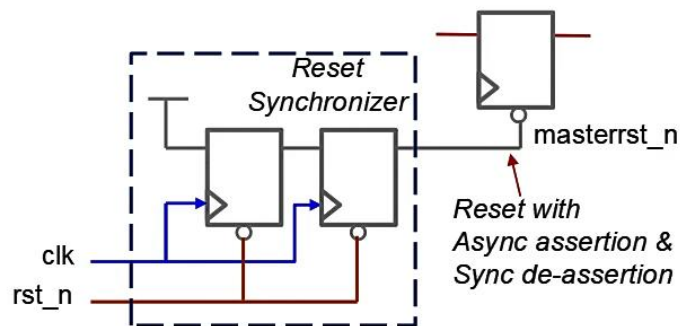 Reset
Synchronizer
masterrst_n
Reset with
Async assertion &
Sync de-assertion
clk
rst_n